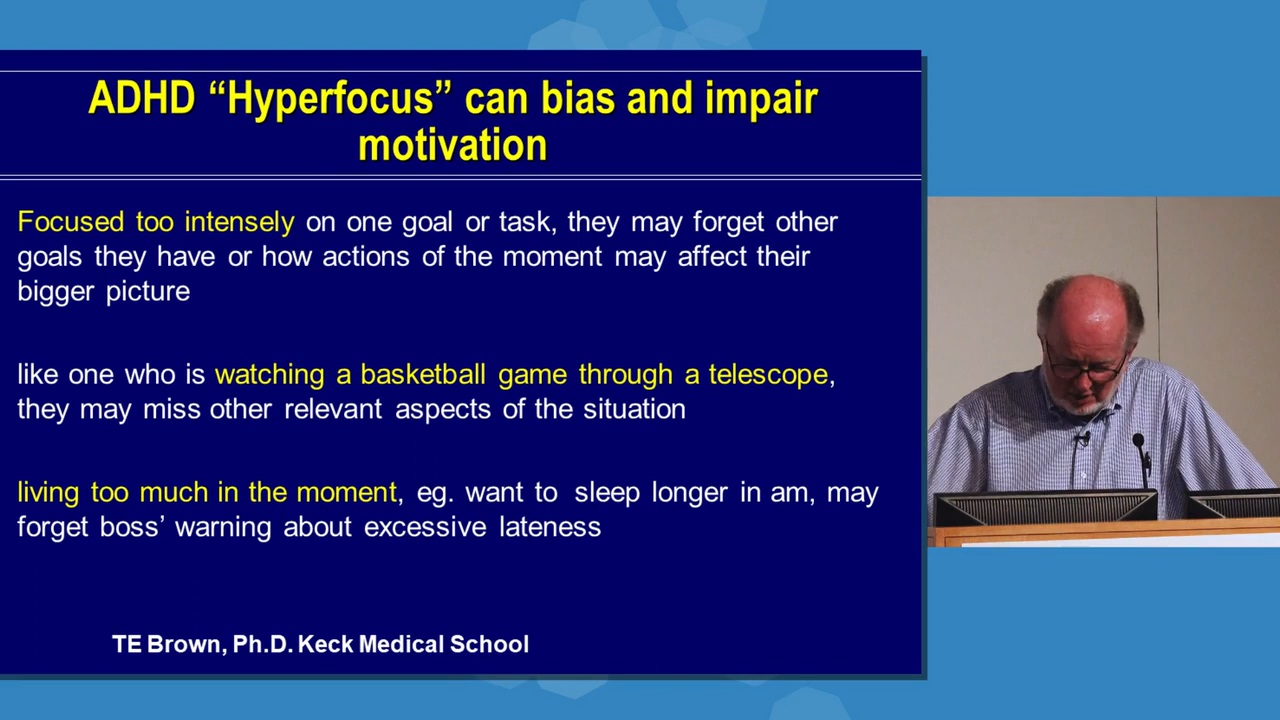 ADHD “Hyperfocus” can bias and impair
motivation
Focused too intensely on one goal or task, they may forget other
goals they have or how actions of the moment may affect their
bigger picture
like one who is watching a basketball game through a telescope,
they may miss other relevant aspects of the situation
living too much in the moment, eg. want to sleep longer in am, may
forget boss’ warning about excessive lateness
TE Brown, Ph.D. Keck Medical School